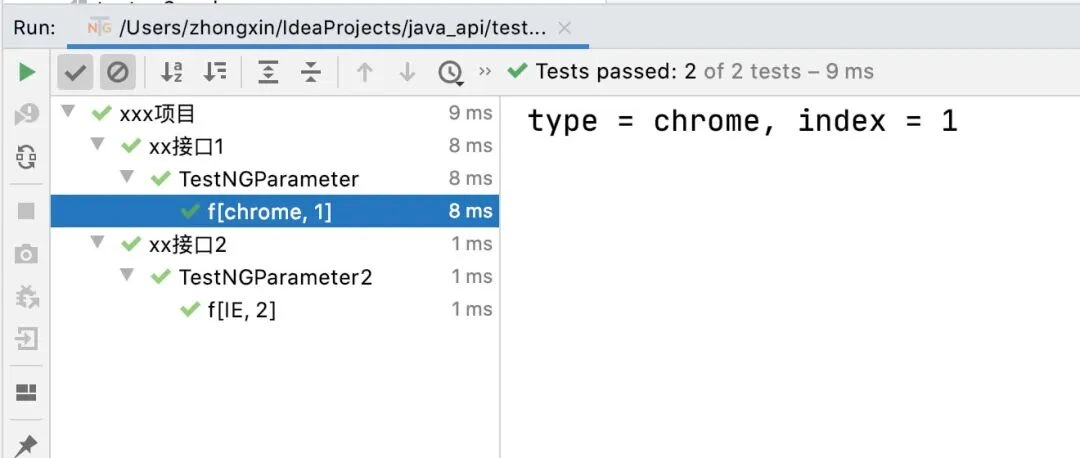 Run: NG /Users/zhongxin/IdeaProjects/java_api/test...
Tests passed: 2 of 2 tests – 9 ms
xxx项目 9 ms
xx接口1 8 ms
TestNGParameter 8 ms
f[chrome, 1] 8 ms
xx接口2 1 ms
TestNGParameter2 1 ms
f[IE, 2] 1 ms
type = chrome, index = 1